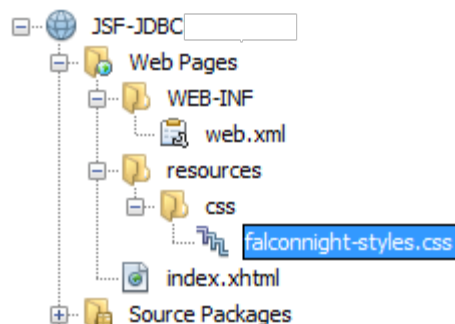 JSF-JDBC
Web Pages
WEB-INF
web.xml
resources
css
falconnight-styles.css
index.xhtml
Source Packages